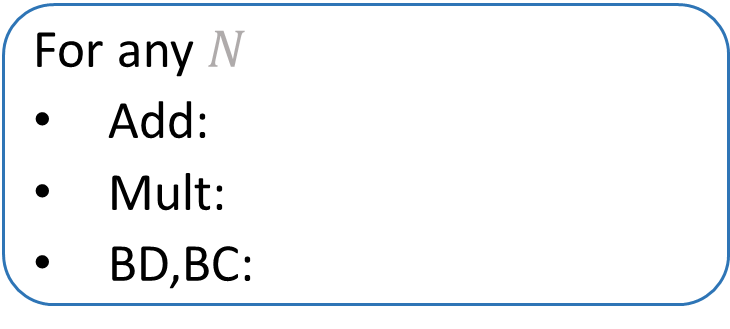 For any N
• Add:
• Mult:
• BD,BC: